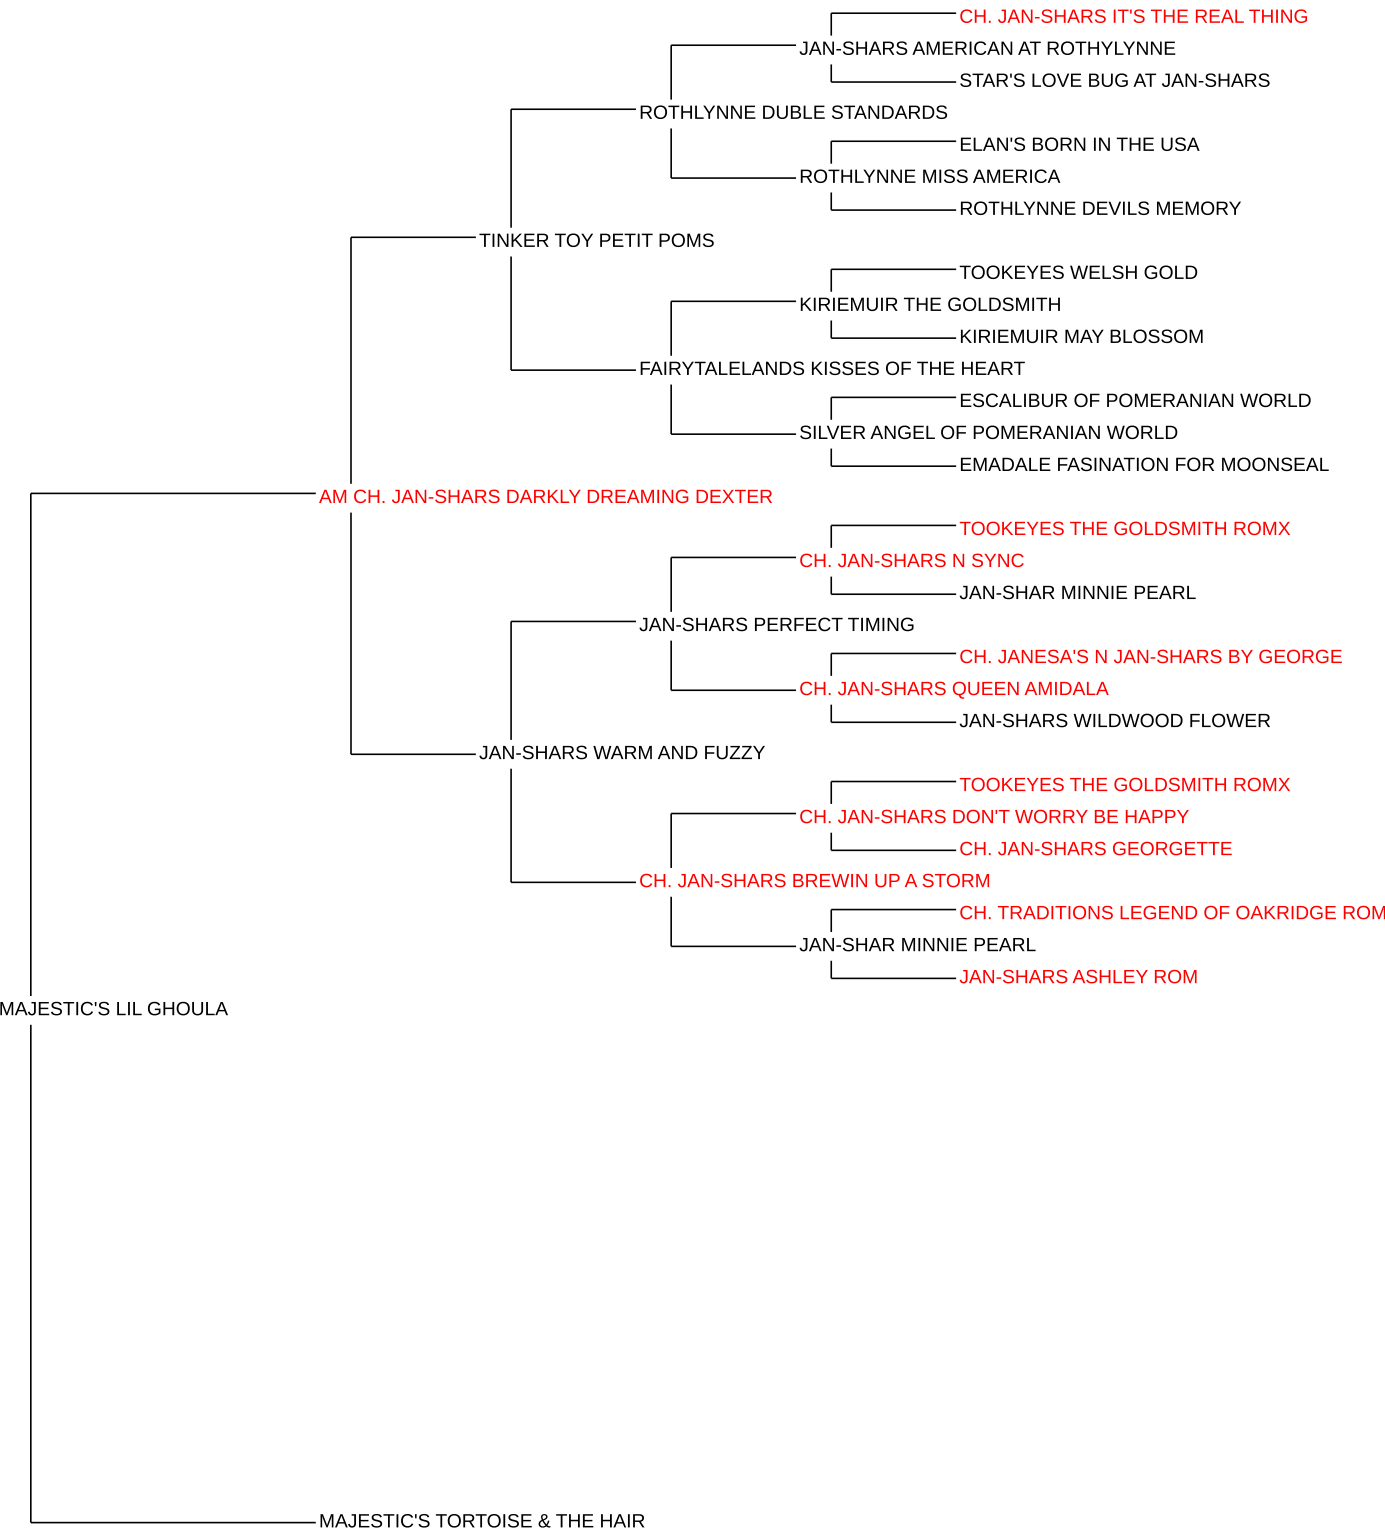 CH. JAN-SHARS IT'S THE REAL THING
JAN-SHARS AMERICAN AT ROTHYLYNNE
STAR'S LOVE BUG AT JAN-SHARS
ROTHLYNNE DUBLE STANDARDS
ELAN'S BORN IN THE USA
ROTHLYNNE MISS AMERICA
ROTHLYNNE DEVILS MEMORY
TINKER TOY PETIT POMS
TOOKEYES WELSH GOLD
KIRIEMUIR THE GOLDSMITH
KIRIEMUIR MAY BLOSSOM
FAIRYTALELANDS KISSES OF THE HEART
ESCALIBUR OF POMERANIAN WORLD
SILVER ANGEL OF POMERANIAN WORLD
EMADALE FASINATION FOR MOONSEAL
AM CH. JAN-SHARS DARKLY DREAMING DEXTER
TOOKEYES THE GOLDSMITH ROMX
CH. JAN-SHARS N SYNC
JAN-SHAR MINNIE PEARL
JAN-SHARS PERFECT TIMING
CH. JANESA'S N JAN-SHARS BY GEORGE
CH. JAN-SHARS QUEEN AMIDALA
JAN-SHARS WILDWOOD FLOWER
JAN-SHARS WARM AND FUZZY
TOOKEYES THE GOLDSMITH ROMX
CH. JAN-SHARS DON'T WORRY BE HAPPY
CH. JAN-SHARS GEORGETTE
CH. JAN-SHARS BREWIN UP A STORM
CH. TRADITIONS LEGEND OF OAKRIDGE ROM
JAN-SHAR MINNIE PEARL
JAN-SHARS ASHLEY ROM
MAJESTIC'S LIL GHOULA
MAJESTIC'S TORTOISE & THE HAIR